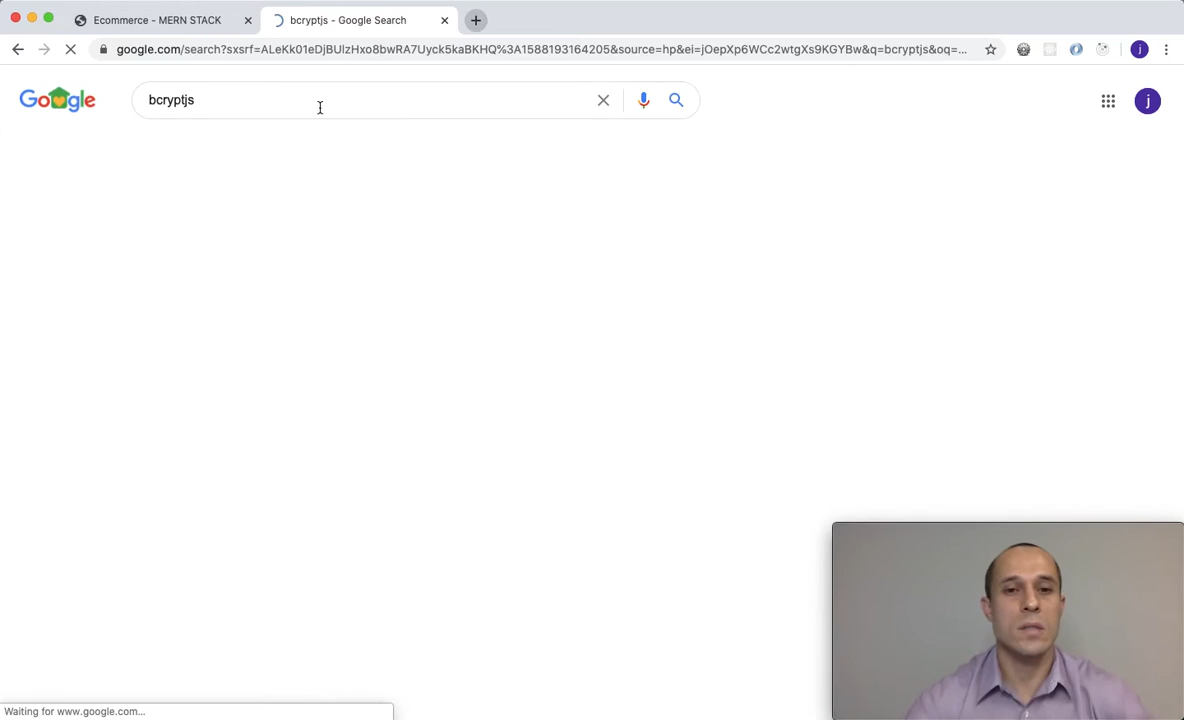 Ecommerce - MERN STACK
bcryptjs - Google Search
google.com/search?sxsrf=ALeKk01eDjBUlzHxo8bwRA7Uyck5kaBKHQ%3A1588193164205&source=hp&ei=jOepXp6WCc2wtgXs9KGYBw&q=bcryptjs&oq=...
j
Google
bcryptjs
j
Waiting for www.google.com...